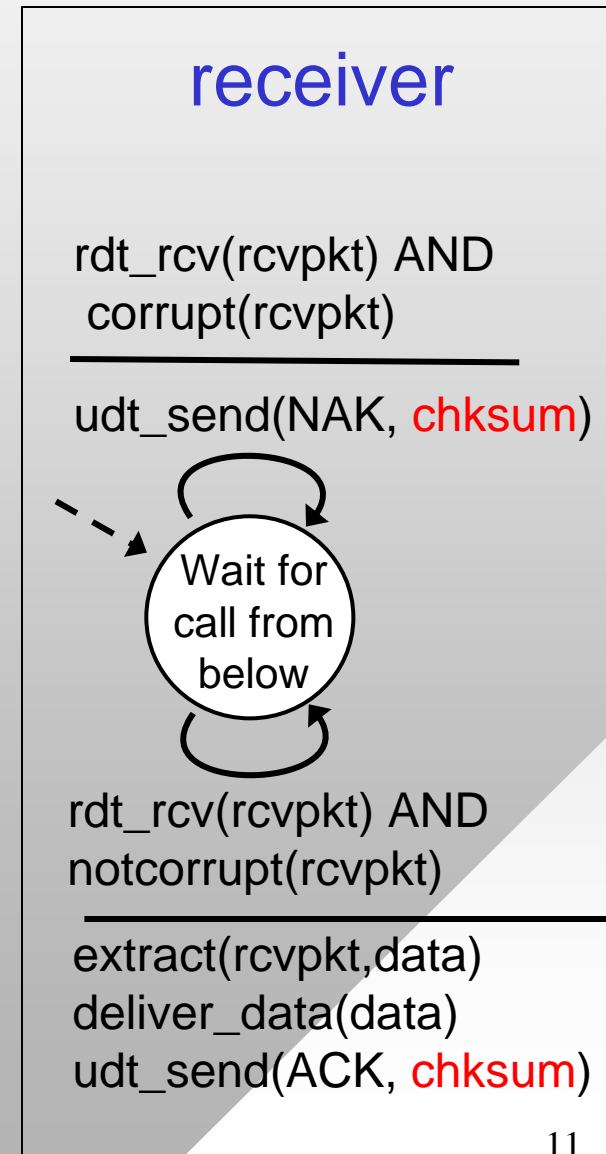 receiver
rdt_rcv(rcvpkt) AND
corrupt(rcvpkt)
udt_send(NAK, chksum)
Wait for
call from
below
rdt_rcv(rcvpkt) AND
notcorrupt(rcvpkt)
extract(rcvpkt,data)
deliver_data(data)
udt_send(ACK, chksum)
11